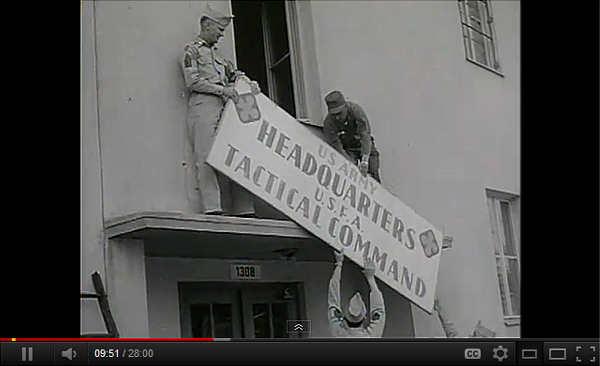 US ARMY
HEADQUARTERS
U.S.F.A.
TACTICAL COMMAND
1308
09:51 / 28:00
CC